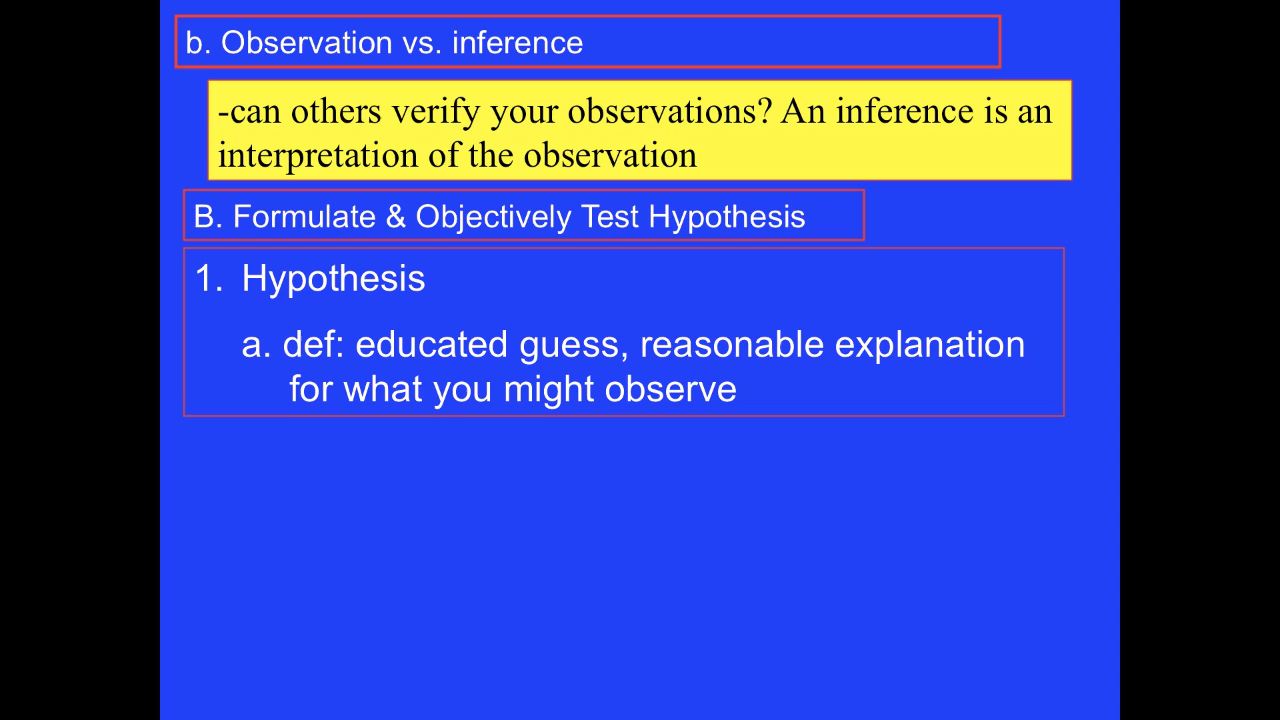 b. Observation vs. inference
-can others verify your observations? An inference is an
interpretation of the observation
B. Formulate & Objectively Test Hypothesis
1. Hypothesis
a. def: educated guess, reasonable explanation
for what you might observe